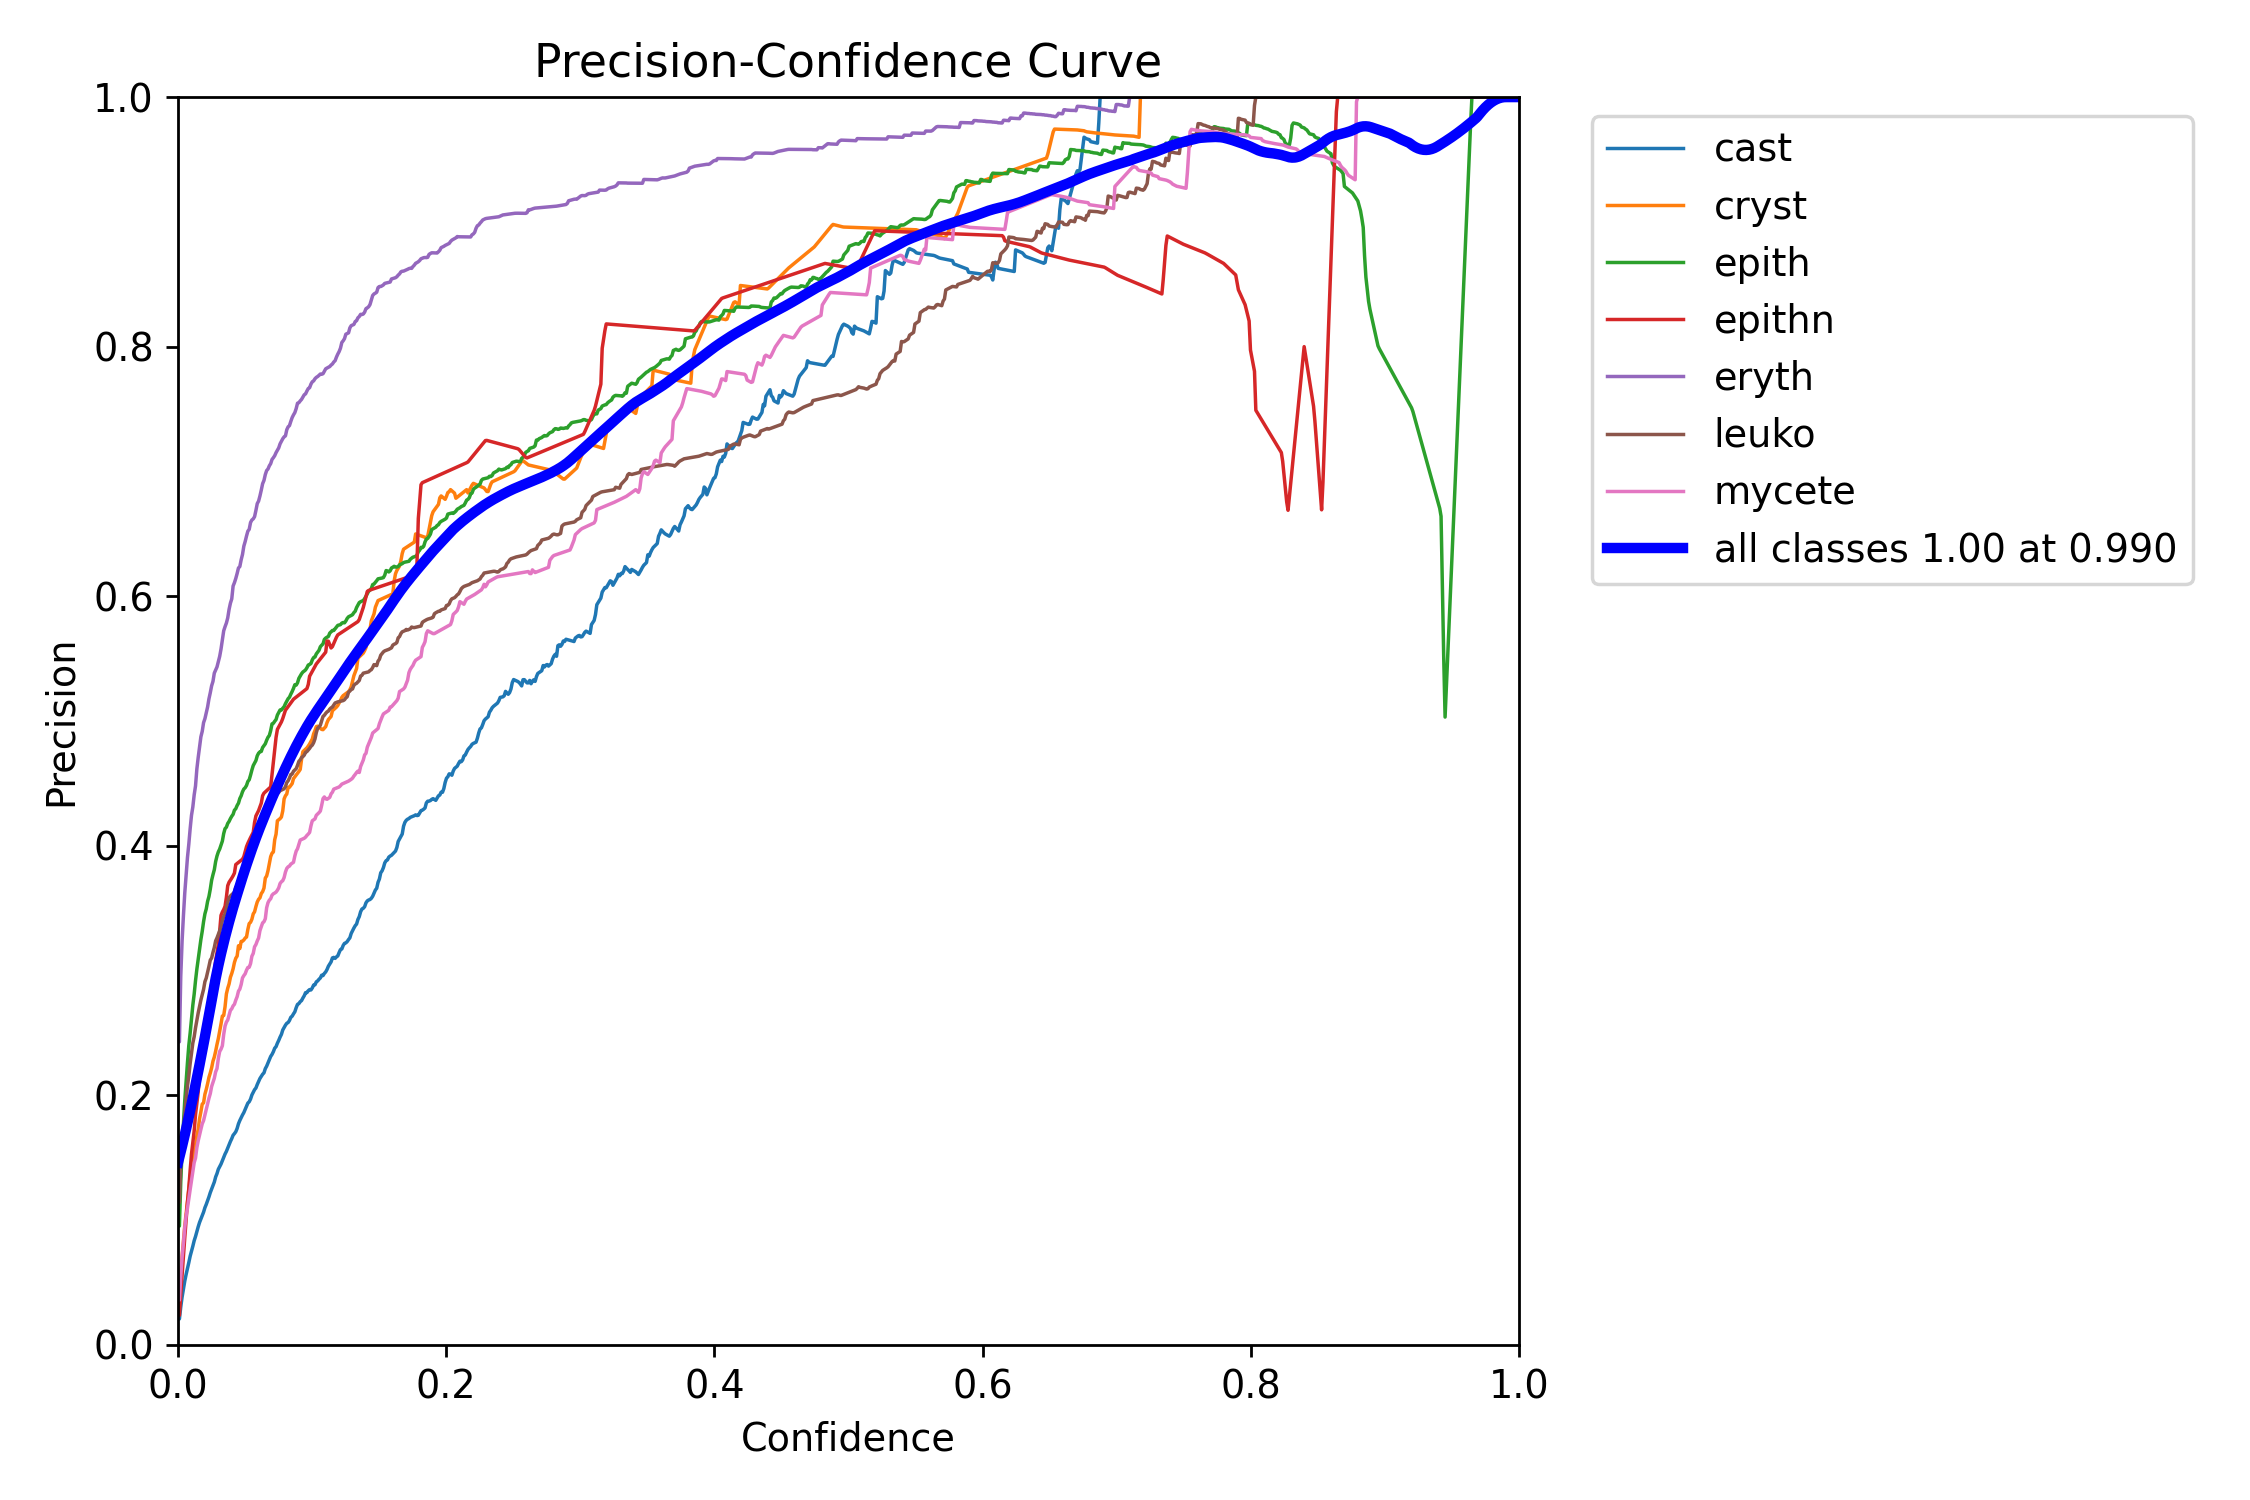 Precision-Confidence Curve
1.0
0.8
0.6
0.4
0.2
0.0
Precision
0.0 0.2 0.4 0.6 0.8 1.0
Confidence
cast
cryst
epith
epithn
eryth
leuko
mycete
all classes 1.00 at 0.990